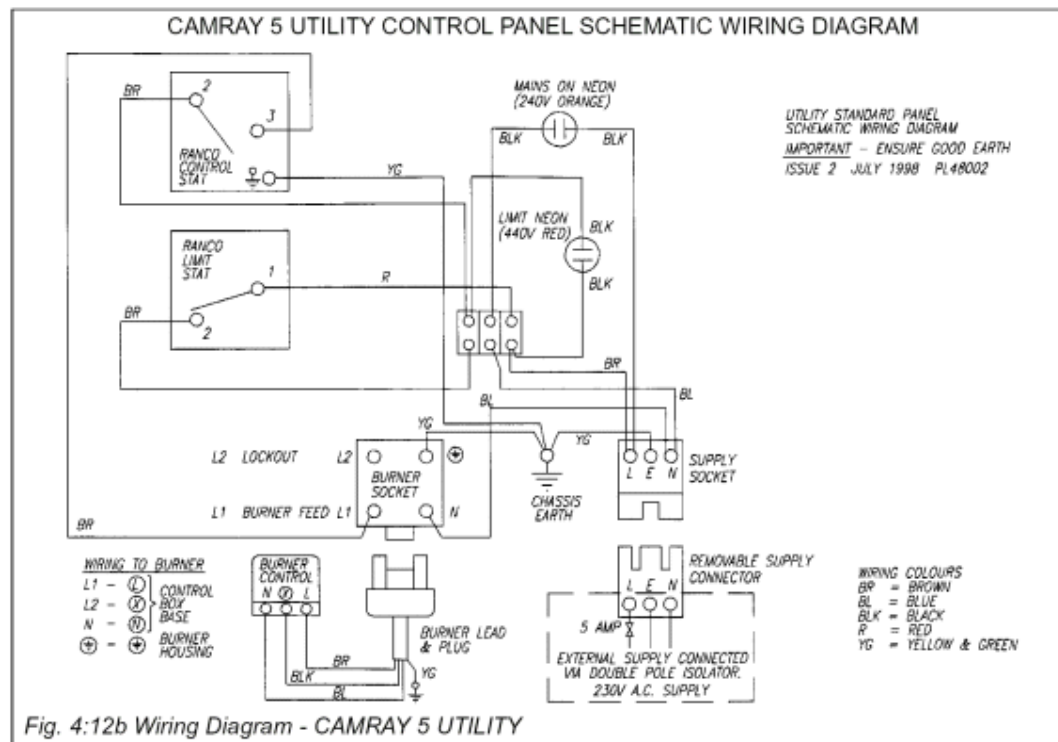 CAMRAY 5 UTILITY CONTROL PANEL SCHEMATIC WIRING DIAGRAM
2
BR
3
RANCO
CONTROL
STAT
YG
MAINS ON NEON
(240V ORANGE)
BLK
BLK
UTILITY STANDARD PANEL
SCHEMATIC WIRING DIAGRAM
IMPORTANT - ENSURE GOOD EARTH
ISSUE 2 JULY 1998 PL48002
LIMIT NEON
(440V RED)
BLK
BLK
RANCO
LIMIT
STAT
1
R
BR
2
BR
BL
BL
YG
YG
L2 LOCKOUT L2
BURNER
SOCKET
L1 BURNER FEED L1
N
CHASSIS
EARTH
L E N
SUPPLY
SOCKET
BR
WIRING TO BURNER
L1 - L
L2 - X
N - N
CONTROL
BOX
BASE
BURNER
HOUSING
BURNER
CONTROL
N X L
BURNER LEAD
& PLUG
BR
BLK
BL
YG
REMOVABLE SUPPLY
CONNECTOR
L E N
5 AMP
EXTERNAL SUPPLY CONNECTED
VIA DOUBLE POLE ISOLATOR.
230V A.C. SUPPLY
WIRING COLOURS
BR = BROWN
BL = BLUE
BLK = BLACK
R = RED
YG = YELLOW & GREEN
Fig. 4:12b Wiring Diagram - CAMRAY 5 UTILITY